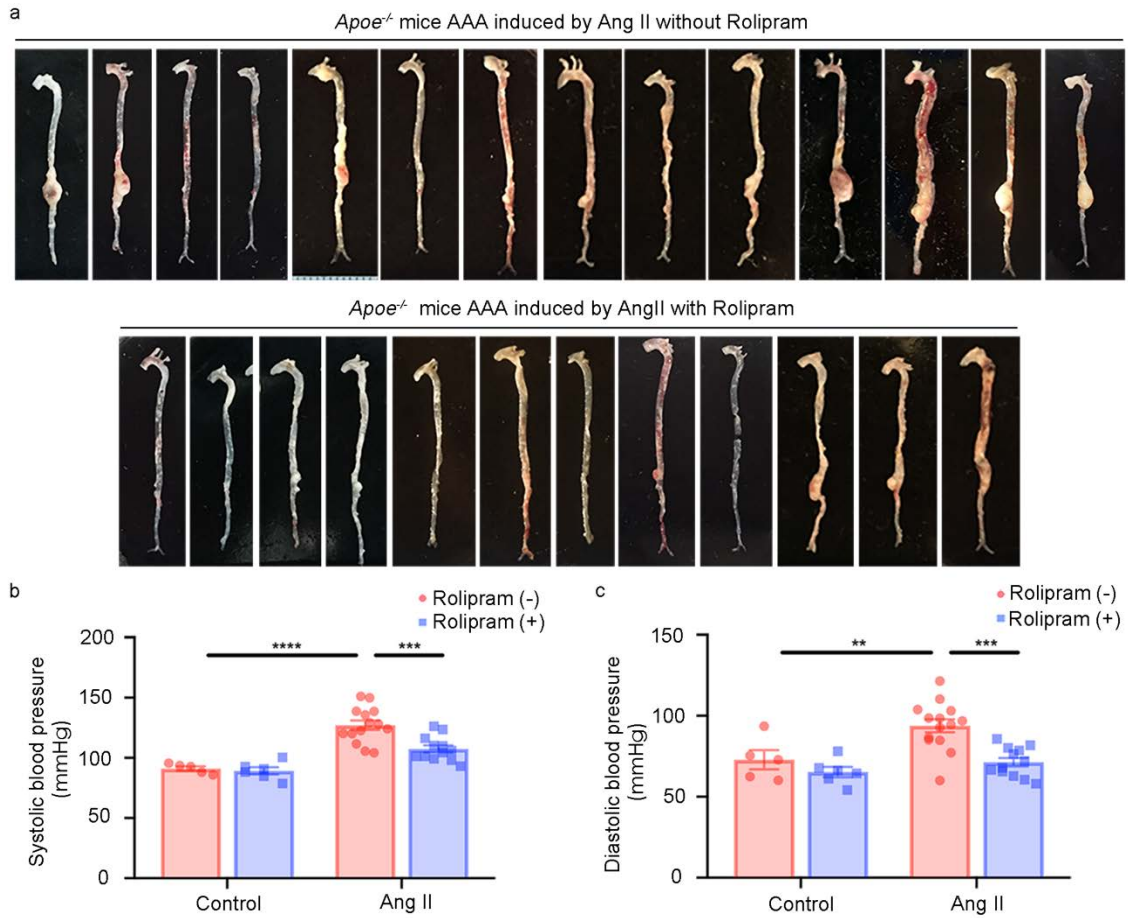 a
Apoe-/- mice AAA induced by Ang II without Rolipram
Apoe-/- mice AAA induced by AngII with Rolipram
b
Rolipram (-)
Rolipram (+)
Systolic blood pressure
(mmHg)
200
150
100
50
0
****
***
Control
Ang II
c
Rolipram (-)
Rolipram (+)
Diastolic blood pressure
(mmHg)
150
100
50
0
**
***
Control
Ang II